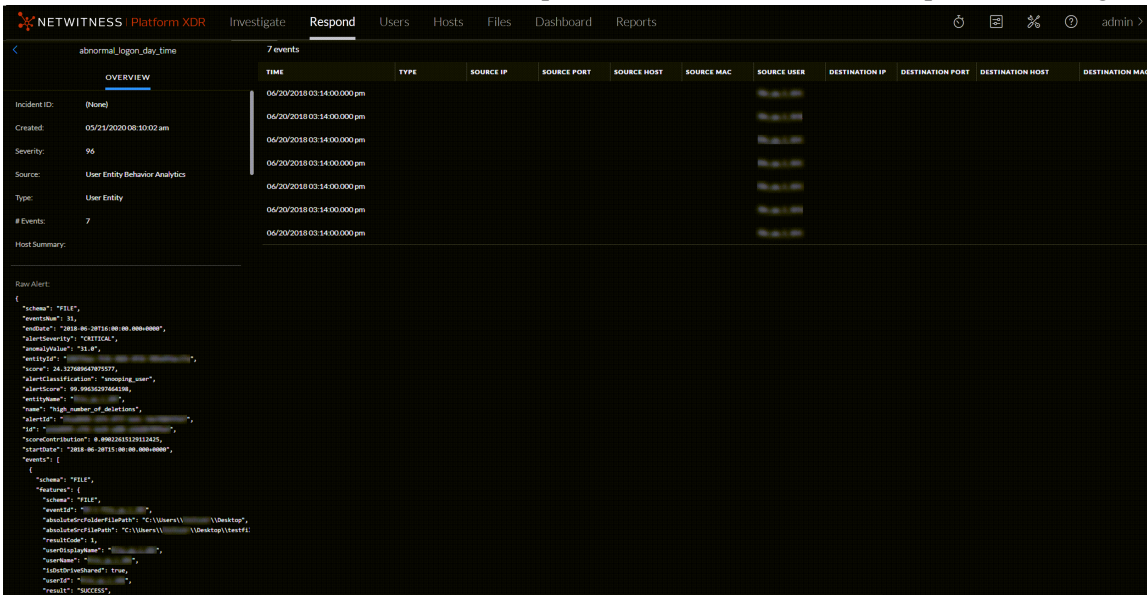 NETWITNESS Platform XDR Investigate Respond Users Hosts Files Dashboard Reports admin >
abnormal_logon_day_time
OVERVIEW
Incident ID: (None)
Created: 05/21/2020 08:10:02 am
Severity: 96
Source: User Entity Behavior Analytics
Type: User Entity
# Events: 7
Host Summary:
Raw Alert:
{
"schema": "FILE",
"eventsNum": 31,
"endDate": "2018-06-20T16:00:00.000+0000",
"alertSeverity": "CRITICAL",
"anomalyValue": "31.0",
"entityId": "
",
"score": 24.327689647075577,
"alertClassification": "snooping_user",
"alertScore": 99.99636297464198,
"entityName": "
",
"name": "high_number_of_deletions",
"alertId": "
",
"id": "
",
"scoreContribution": 0.09022615129112425,
"startDate": "2018-06-20T15:00:00.000+0000",
"events": [
{
"schema": "FILE",
"features": {
"schema": "FILE",
"eventId": "
",
"absoluteSrcFolderFilePath": "C:\\Users\\ \\Desktop",
"absoluteSrcFilePath": "C:\\Users\\ \\Desktop\\testfil
"resultCode": 1,
"userDisplayName": "
",
"userName": "
",
"isDstDriveShared": true,
"userId": "
",
"result": "SUCCESS",
7 events
TIME TYPE SOURCE IP SOURCE PORT SOURCE HOST SOURCE MAC SOURCE USER DESTINATION IP DESTINATION PORT DESTINATION HOST DESTINATION MAC
06/20/2018 03:14:00.000 pm
06/20/2018 03:14:00.000 pm
06/20/2018 03:14:00.000 pm
06/20/2018 03:14:00.000 pm
06/20/2018 03:14:00.000 pm
06/20/2018 03:14:00.000 pm
06/20/2018 03:14:00.000 pm